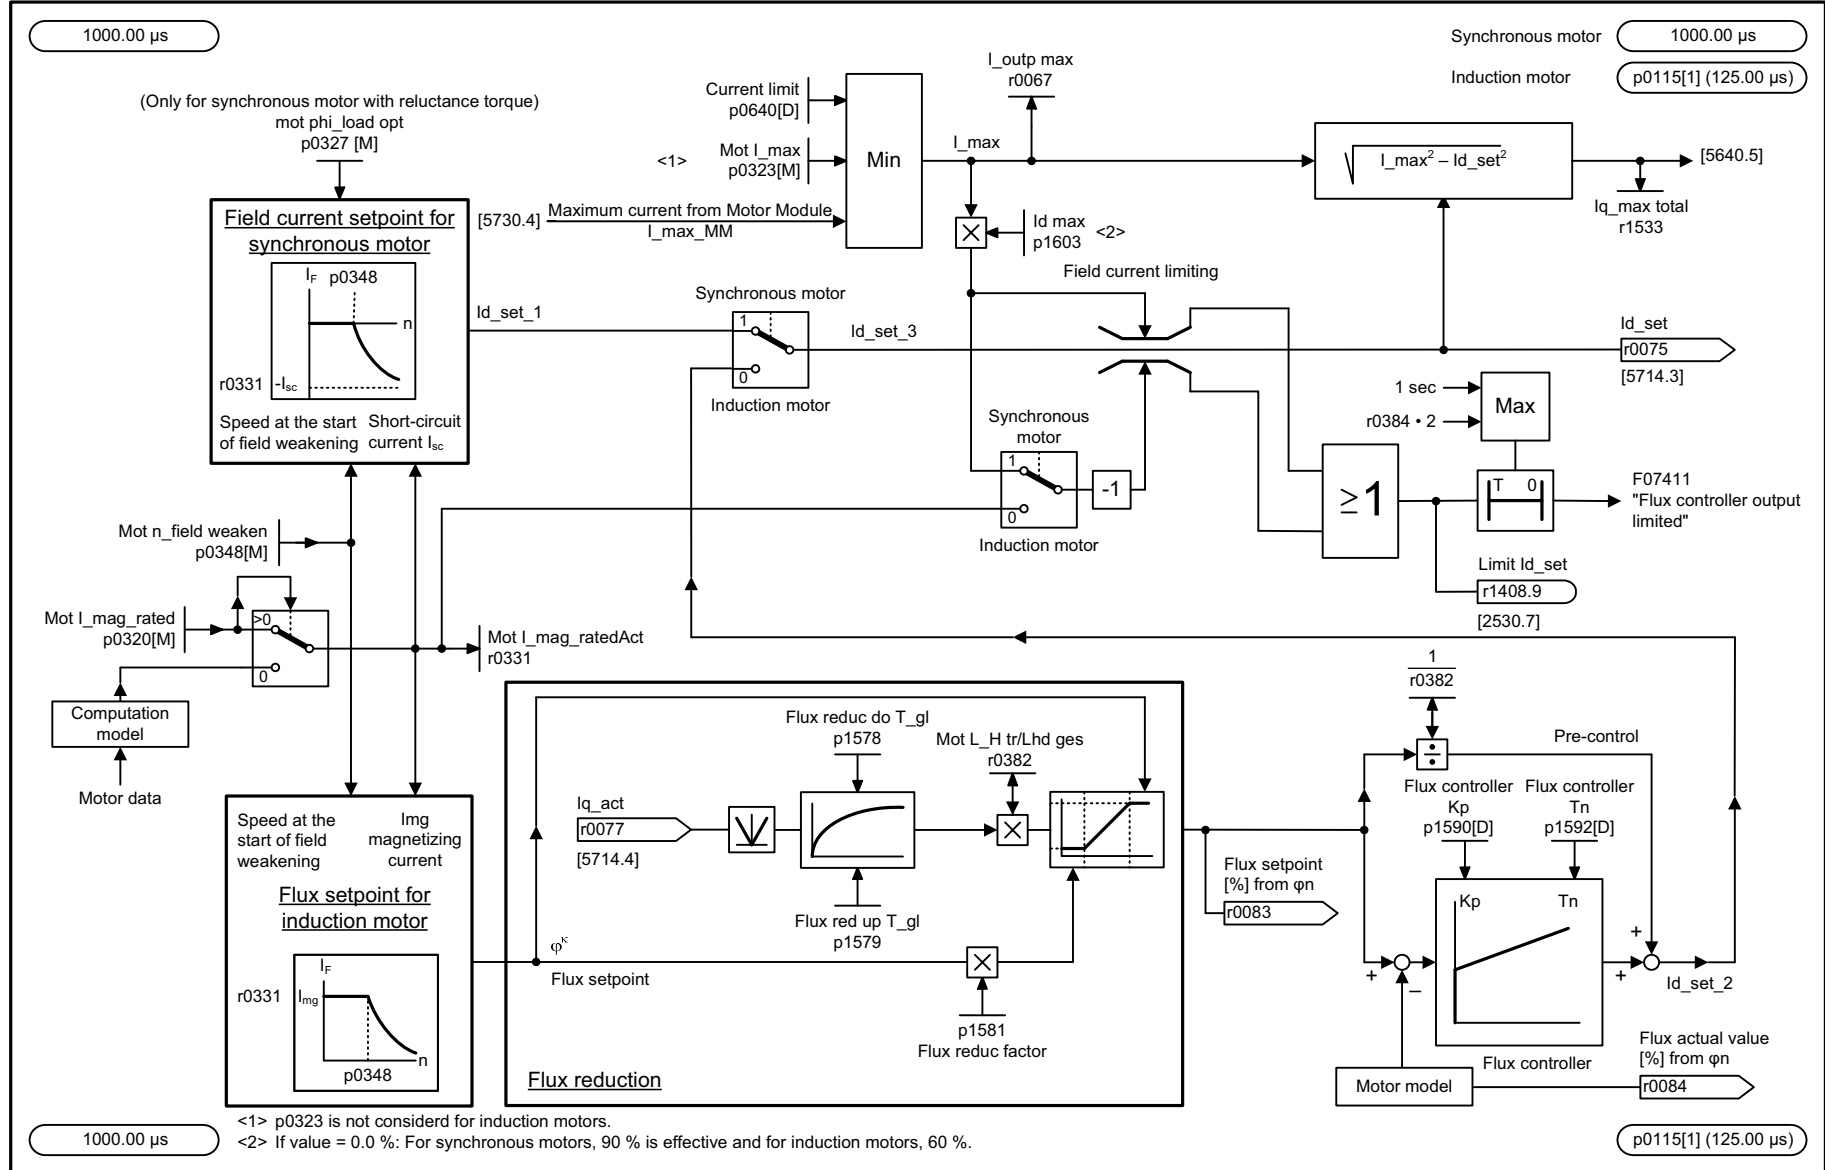 1000.00 µs
Synchronous motor
1000.00 µs
Induction motor
p0115[1] (125.00 µs)
(Only for synchronous motor with reluctance torque)
mot phi_load opt
p0327 [M]
Current limit
p0640[D]
<1>
Mot I_max
p0323[M]
[5730.4]
Maximum current from Motor Module
I_max_MM
Min
I_max
I_outp max
r0067
√ I_max² – Id_set²
[5640.5]
Iq_max total
r1533
Id max
p1603
<2>
Field current setpoint for
synchronous motor
I_F
p0348
n
r0331
-I_sc
Speed at the start
of field weakening
Short-circuit
current I_sc
Id_set_1
Synchronous motor
1
0
Induction motor
Id_set_3
Field current limiting
Id_set
r0075
[5714.3]
Synchronous
motor
1
0
Induction motor
-1
≥1
1 sec
r0384 • 2
Max
T
0
F07411
"Flux controller output
limited"
Limit Id_set
r1408.9
[2530.7]
Mot n_field weaken
p0348[M]
Mot I_mag_rated
p0320[M]
>0
0
Mot I_mag_ratedAct
r0331
Computation
model
Motor data
Speed at the
start of field
weakening
Img
magnetizing
current
Flux setpoint for
induction motor
I_F
r0331
I_mg
n
p0348
Flux reduc do T_gl
p1578
Mot L_H tr/Lhd ges
r0382
Iq_act
r0077
[5714.4]
Flux red up T_gl
p1579
φ^κ
Flux setpoint
p1581
Flux reduc factor
Flux reduction
Flux setpoint
[%] from φn
r0083
1
r0382
÷
Pre-control
Flux controller
Kp
p1590[D]
Flux controller
Tn
p1592[D]
Kp
Tn
+
–
+
+
Id_set_2
Flux controller
Motor model
Flux actual value
[%] from φn
r0084
<1> p0323 is not considerd for induction motors.
<2> If value = 0.0 %: For synchronous motors, 90 % is effective and for induction motors, 60 %.
1000.00 µs
p0115[1] (125.00 µs)